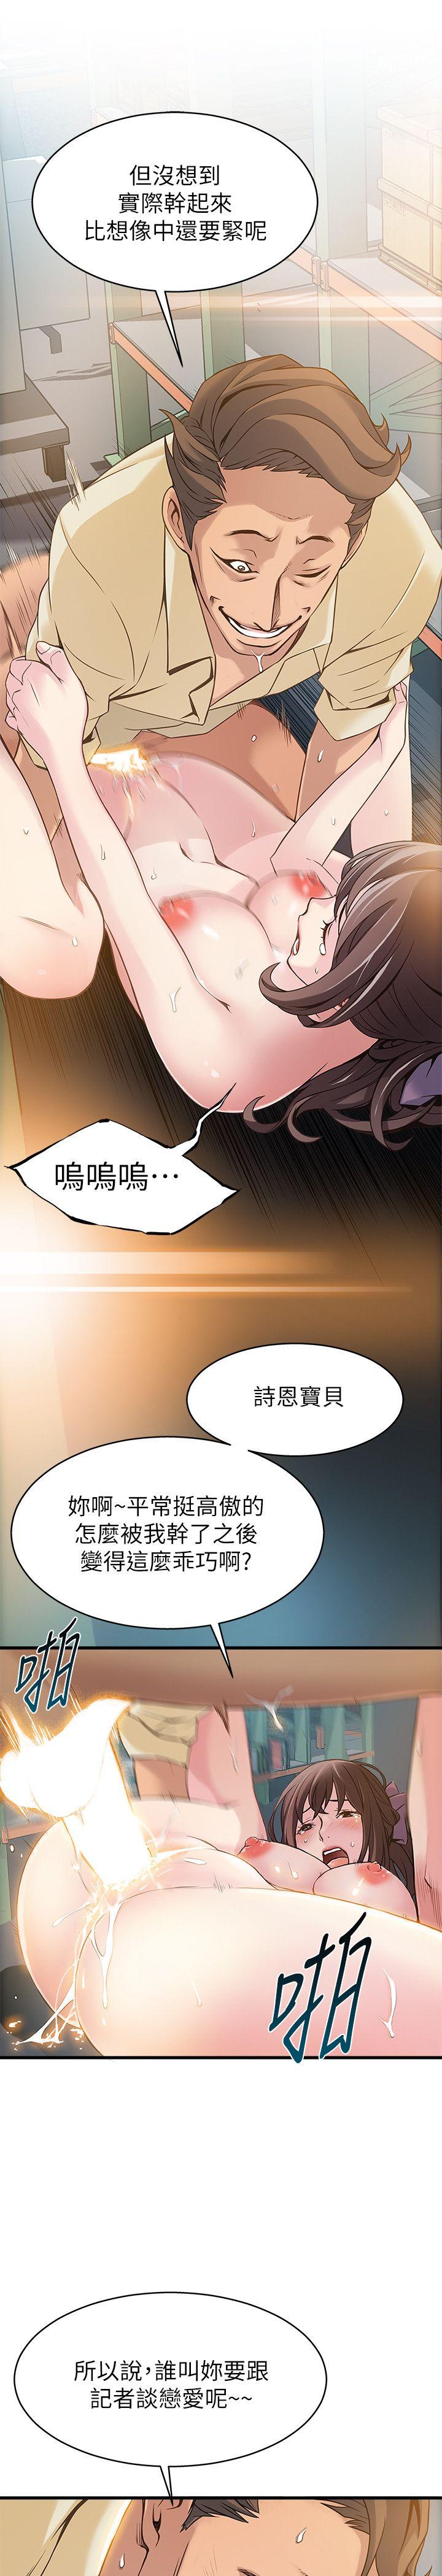 但沒想到
實際幹起來
比想像中還要緊呢
嗚嗚嗚…
詩恩寶貝
妳啊~平常挺高傲的
怎麼被我幹了之後
變得這麼乖巧啊?
啪
啪
所以說,誰叫妳要跟
記者談戀愛呢~~